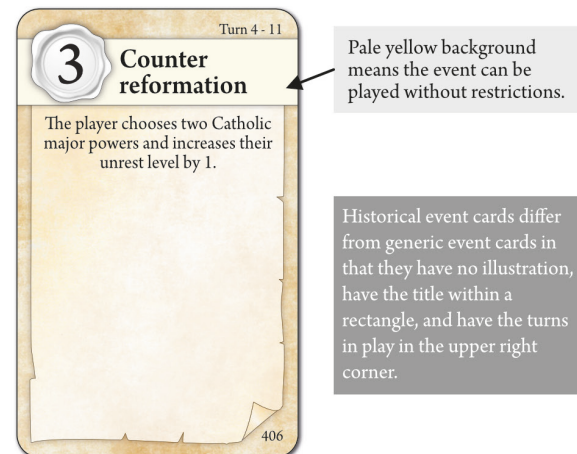 Turn 4 - 11
3
Counter
reformation
The player chooses two Catholic
major powers and increases their
unrest level by 1.
406
Pale yellow background
means the event can be
played without restrictions.
Historical event cards differ
from generic event cards in
that they have no illustration,
have the title within a
rectangle, and have the turns
in play in the upper right
corner.